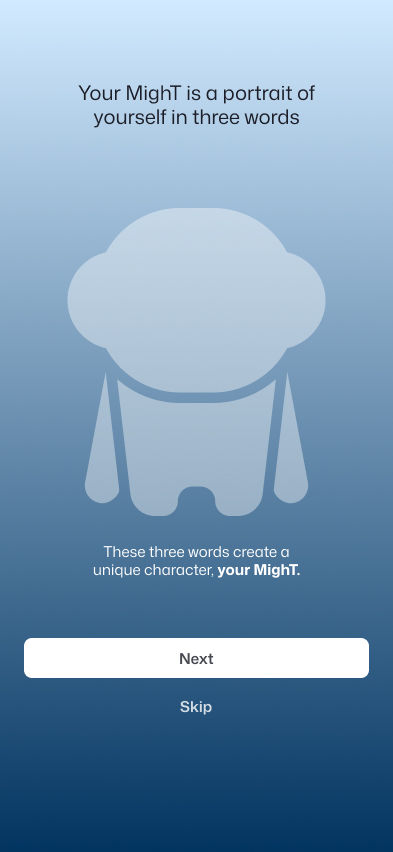 Your MighT is a portrait of
yourself in three words
These three words create a
unique character, your MighT.
Next
Skip